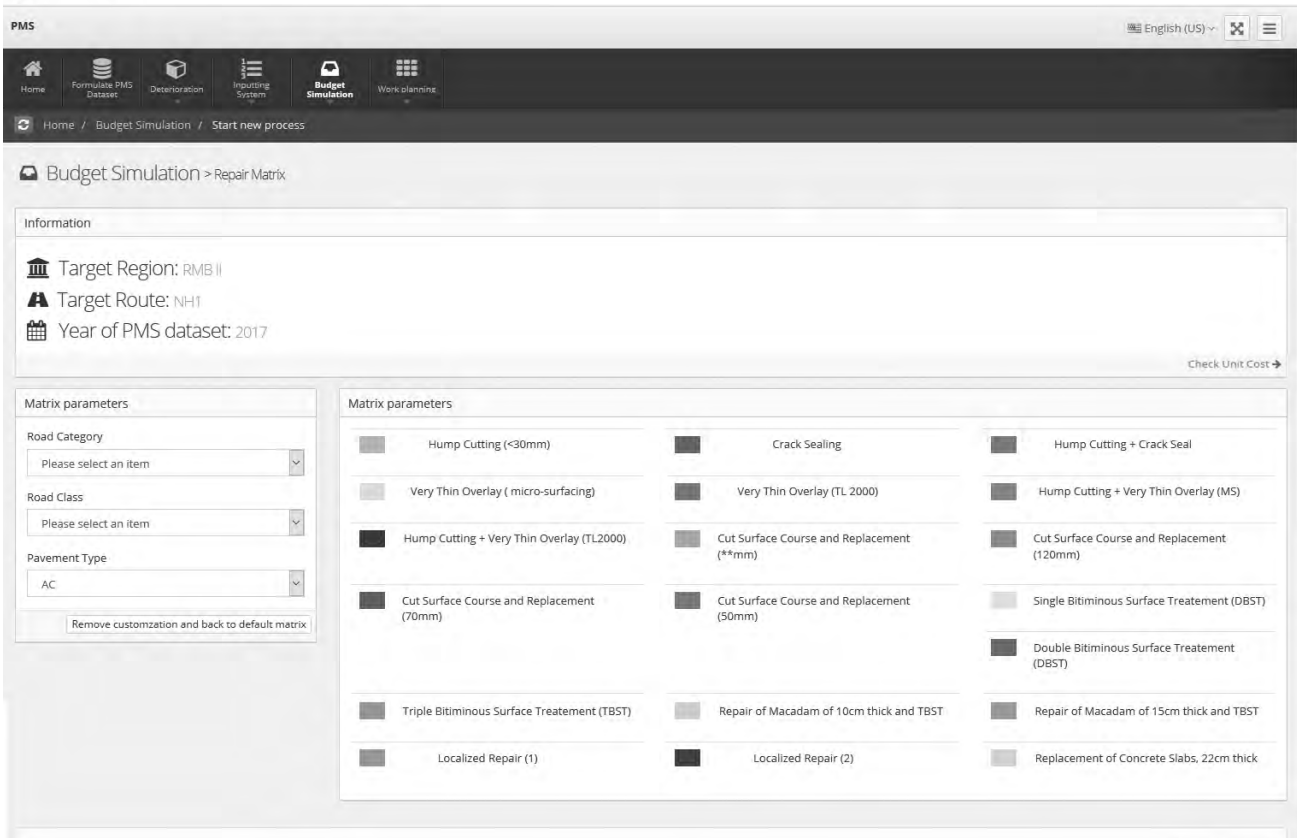 PMS
English (US)
Home
Formulate PMS
Dataset
Deterioration
Inputting
System
Budget
Simulation
Work planning
Home / Budget Simulation / Start new process
Budget Simulation > Repair Matrix
Information
Target Region: RMB II
Target Route: NH1
Year of PMS dataset: 2017
Check Unit Cost
Matrix parameters
Road Category
Please select an item
Road Class
Please select an item
Pavement Type
AC
Remove customzation and back to default matrix
Matrix parameters
Hump Cutting (<30mm)
Crack Sealing
Hump Cutting + Crack Seal
Very Thin Overlay ( micro-surfacing)
Very Thin Overlay (TL 2000)
Hump Cutting + Very Thin Overlay (MS)
Hump Cutting + Very Thin Overlay (TL2000)
Cut Surface Course and Replacement
(**mm)
Cut Surface Course and Replacement
(120mm)
Cut Surface Course and Replacement
(70mm)
Cut Surface Course and Replacement
(50mm)
Single Bitiminous Surface Treatement (DBST)
Double Bitiminous Surface Treatement
(DBST)
Triple Bitiminous Surface Treatement (TBST)
Repair of Macadam of 10cm thick and TBST
Repair of Macadam of 15cm thick and TBST
Localized Repair (1)
Localized Repair (2)
Replacement of Concrete Slabs, 22cm thick